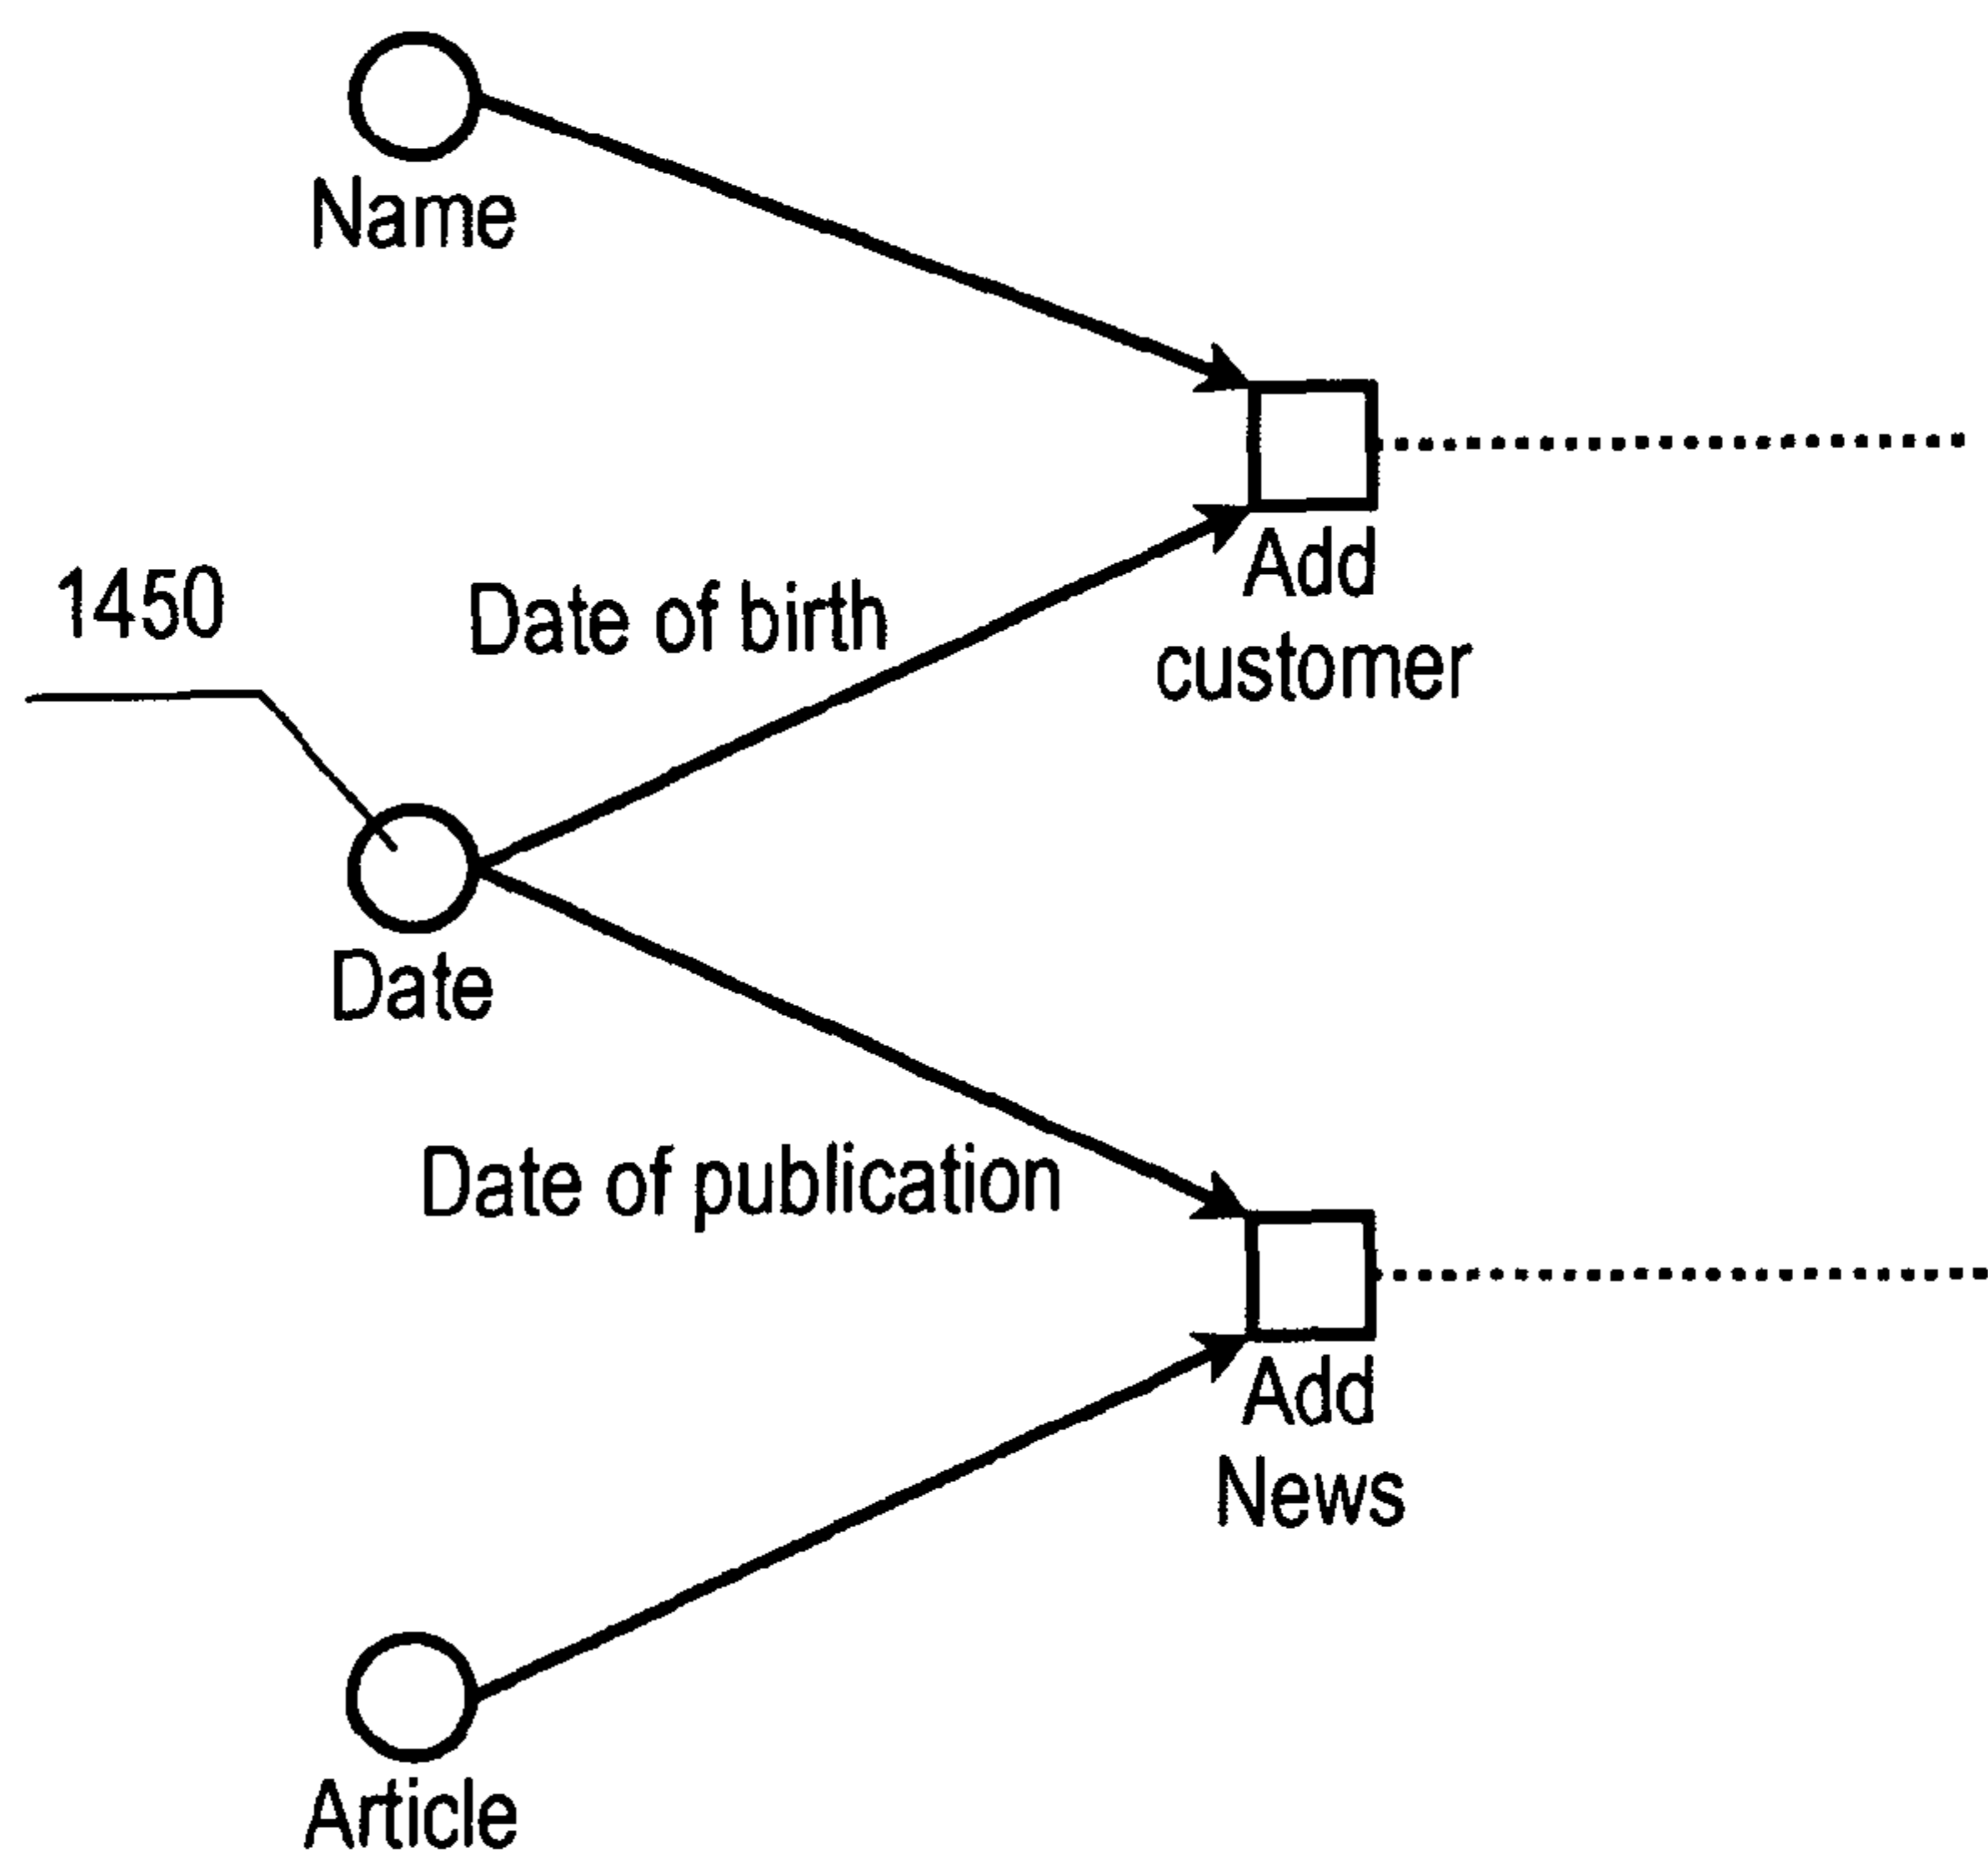 Name
Add
customer
1450
Date of birth
Date
Date of publication
Add
News
Article